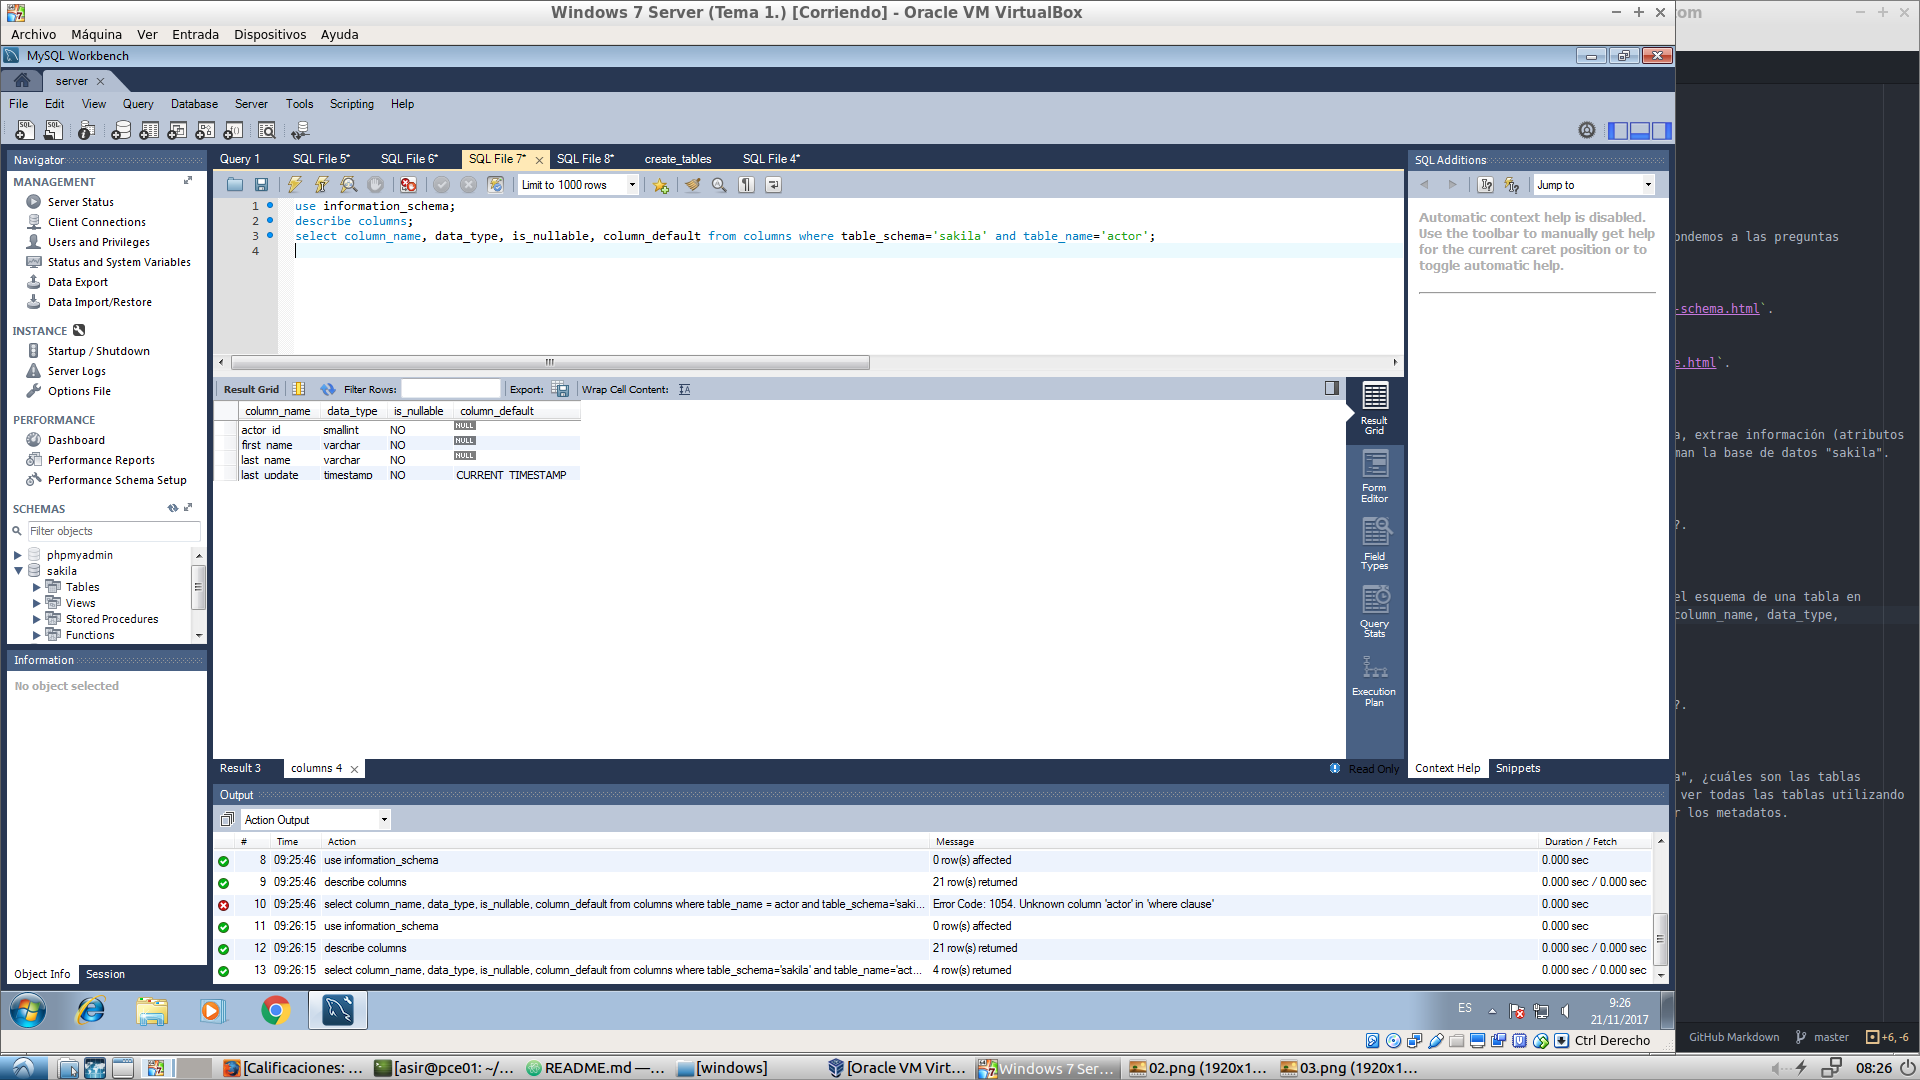 Windows 7 Server (Tema 1.) [Corriendo] - Oracle VM VirtualBox
om
Archivo Máquina Ver Entrada Dispositivos Ayuda
MySQL Workbench
server
File Edit View Query Database Server Tools Scripting Help
Navigator
MANAGEMENT
Server Status
Client Connections
Users and Privileges
Status and System Variables
Data Export
Data Import/Restore
INSTANCE
Startup / Shutdown
Server Logs
Options File
PERFORMANCE
Dashboard
Performance Reports
Performance Schema Setup
SCHEMAS
Filter objects
phpmyadmin
sakila
Tables
Views
Stored Procedures
Functions
Information
No object selected
Object Info Session
Query 1 SQL File 5* SQL File 6* SQL File 7* SQL File 8* create_tables SQL File 4*
Limit to 1000 rows
1 use information_schema;
2 describe columns;
3 select column_name, data_type, is_nullable, column_default from columns where table_schema='sakila' and table_name='actor';
4
Result Grid Filter Rows: Export: Wrap Cell Content:
column_name data_type is_nullable column_default
actor_id smallint NO NULL
first_name varchar NO NULL
last_name varchar NO NULL
last_update timestamp NO CURRENT_TIMESTAMP
Result Grid
Form Editor
Field Types
Query Stats
Execution Plan
Result 3 columns 4 Read Only
SQL Additions
Jump to
Automatic context help is disabled.
Use the toolbar to manually get help
for the current caret position or to
toggle automatic help.
Context Help Snippets
Output
Action Output
# Time Action Message Duration / Fetch
8 09:25:46 use information_schema 0 row(s) affected 0.000 sec
9 09:25:46 describe columns 21 row(s) returned 0.000 sec / 0.000 sec
10 09:25:46 select column_name, data_type, is_nullable, column_default from columns where table_name = actor and table_schema='saki... Error Code: 1054. Unknown column 'actor' in 'where clause' 0.000 sec
11 09:26:15 use information_schema 0 row(s) affected 0.000 sec
12 09:26:15 describe columns 21 row(s) returned 0.000 sec / 0.000 sec
13 09:26:15 select column_name, data_type, is_nullable, column_default from columns where table_schema='sakila' and table_name='act... 4 row(s) returned 0.000 sec / 0.000 sec
ES
9:26
21/11/2017
Ctrl Derecho
ondemos a las preguntas
-schema.html`.
e.html`.
a, extrae información (atributos
man la base de datos "sakila".
?.
el esquema de una tabla en
column_name, data_type,
?.
a", ¿cuáles son las tablas
ver todas las tablas utilizando
r los metadatos.
GitHub Markdown master +6, -6
[Calificaciones: ... [asir@pce01: ~/... README.md —... [windows] [Oracle VM Virt... Windows 7 Ser... 02.png (1920x1... 03.png (1920x1... 08:26